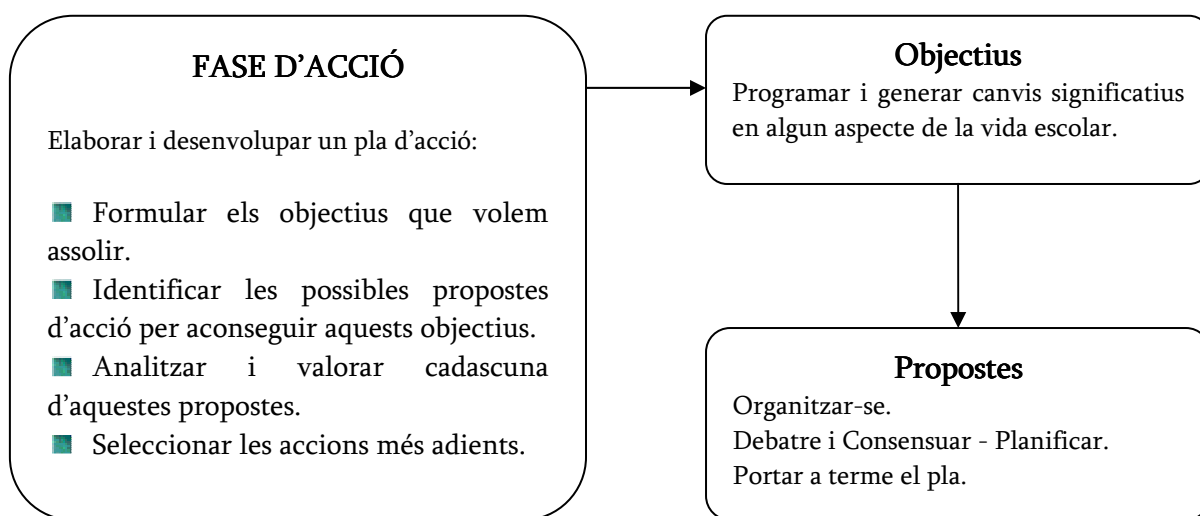 FASE D’ACCIÓ
Elaborar i desenvolupar un pla d’acció:
Formular els objectius que volem
assolir.
Identificar les possibles propostes
d’acció per aconseguir aquests objectius.
Analitzar i valorar cadascuna
d’aquestes propostes.
Seleccionar les accions més adients.
Objectius
Programar i generar canvis significatius
en algun aspecte de la vida escolar.
Propostes
Organitzar-se.
Debatre i Consensuar - Planificar.
Portar a terme el pla.